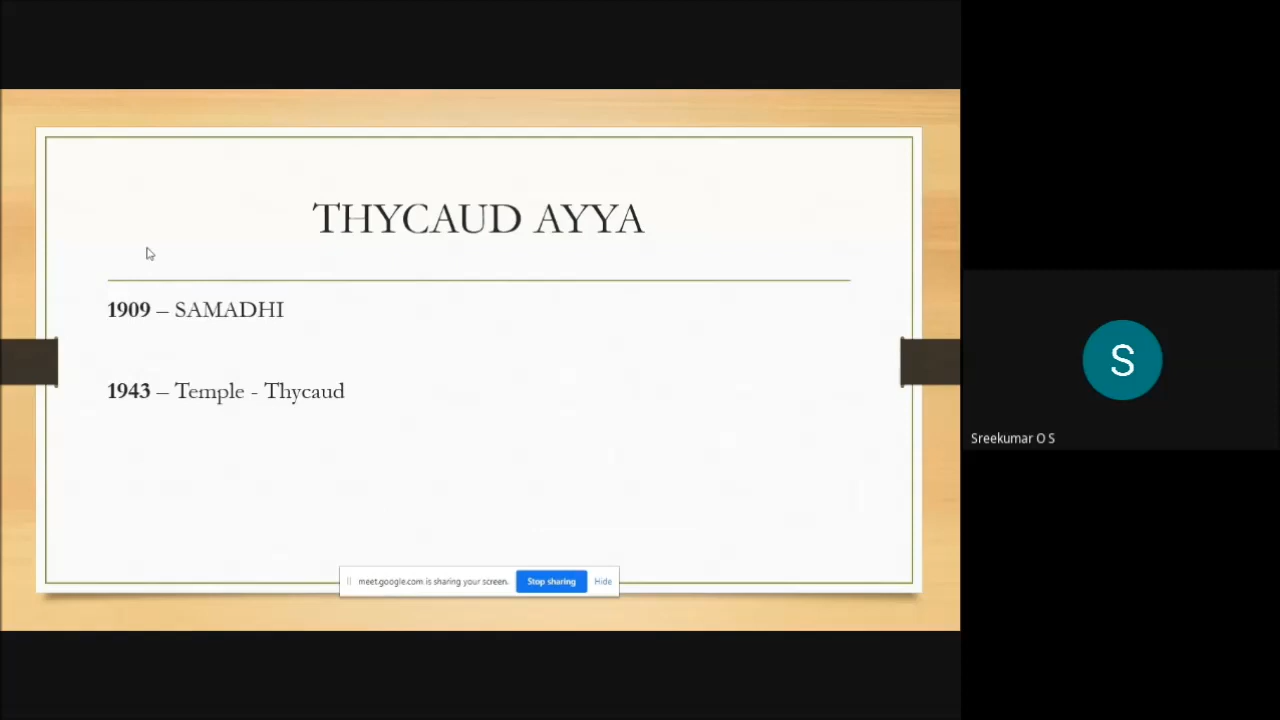 THYCAUD AYYA
1909 – SAMADHI
1943 – Temple - Thycaud
meet.google.com is sharing your screen.
Stop sharing
Hide
S
Sreekumar O S